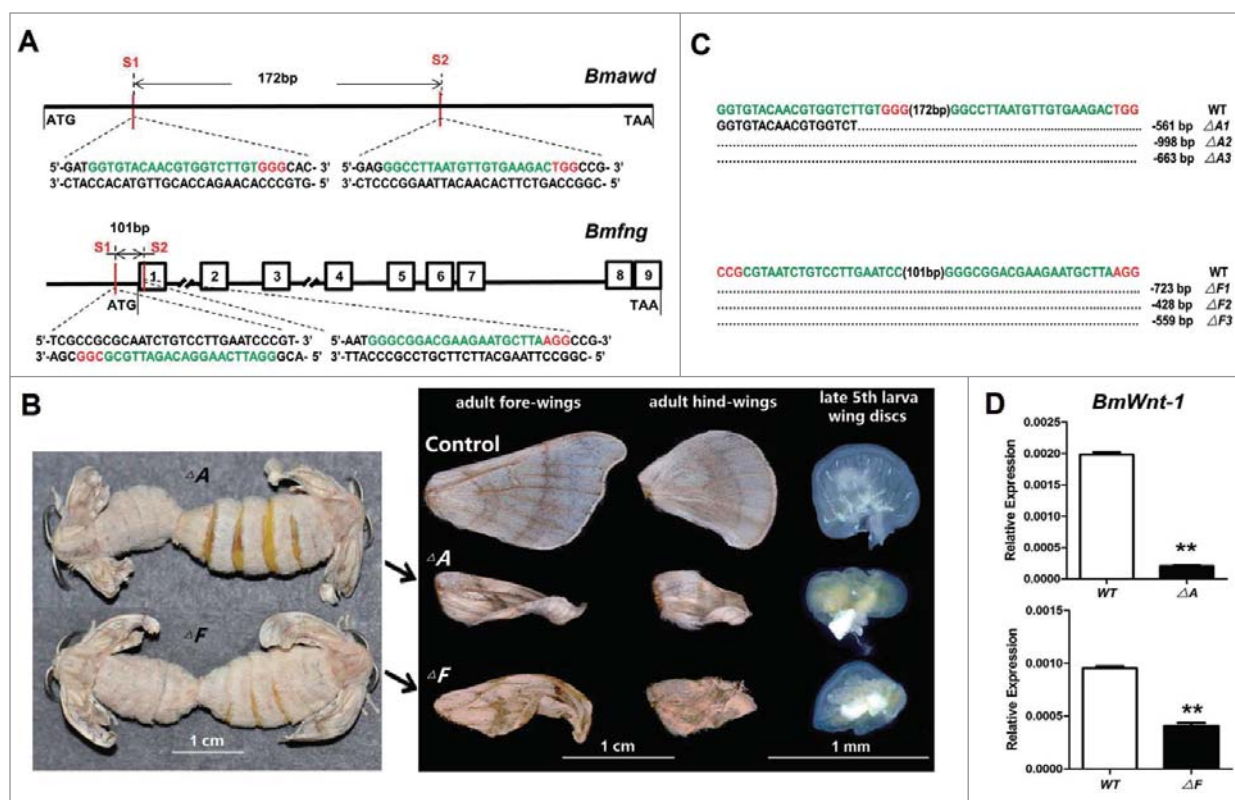 A
S1
S2
172bp
Bmawd
ATG
TAA
5'-GATGGTGTACAACGTGGTCTTGTGGGCAC- 3'
5'-GAGGGCCTTAATGTTGTGAAGACTGGCCG- 3'
3'-CTACCACATGTTGCACCAGAACACCCGTG- 5'
3'-CTCCCGGAATTACAACACTTCTGACCGGC- 5'
101bp
Bmfng
S1
S2
1
2
3
4
5
6
7
8
9
ATG
TAA
5'-TCGCCGCGCAATCTGTCCTTGAATCCCGT- 3'
5'-AATGGGCGGACGAAGAATGCTTAAGGCCG-3'
3'-AGCGGCGCGTTAGACAGGAACTTAGGGCA- 5'
3'-TTACCCGCCTGCTTCTTACGAATTCCGGC- 5'
C
GGTGTACAACGTGGTCTTGTGGG(172bp)GGCCTTAATGTTGTGAAGACTGG WT
GGTGTACAACGTGGTCT -561 bp △A1
-998 bp △A2
-663 bp △A3
CCGCGTAATCTGTCCTTGAATCC(101bp)GGGCGGACGAAGAATGCTTAAGG WT
-723 bp △F1
-428 bp △F2
-559 bp △F3
B
△A
△F
1 cm
adult fore-wings
adult hind-wings
late 5th larva
wing discs
Control
△A
△F
1 cm
1 mm
D
BmWnt-1
Relative Expression
0.0025
0.0020
0.0015
0.0010
0.0005
0.0000
**
WT
△A
Relative Expression
0.0015
0.0010
0.0005
0.0000
**
WT
△F